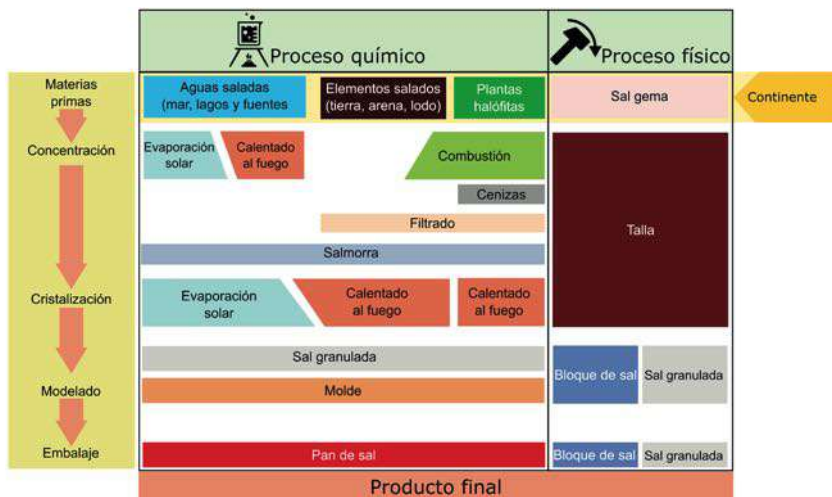 Proceso químico
Proceso físico
Materias
primas
Aguas saladas
(mar, lagos y fuentes
Elementos salados
(tierra, arena, lodo)
Plantas
halófitas
Sal gema
Continente
Concentración
Evaporación
solar
Calentado
al fuego
Combustión
Cenizas
Filtrado
Talla
Salmorra
Cristalización
Evaporación
solar
Calentado
al fuego
Calentado
al fuego
Sal granulada
Bloque de sal
Sal granulada
Modelado
Molde
Embalaje
Pan de sal
Bloque de sal
Sal granulada
Producto final